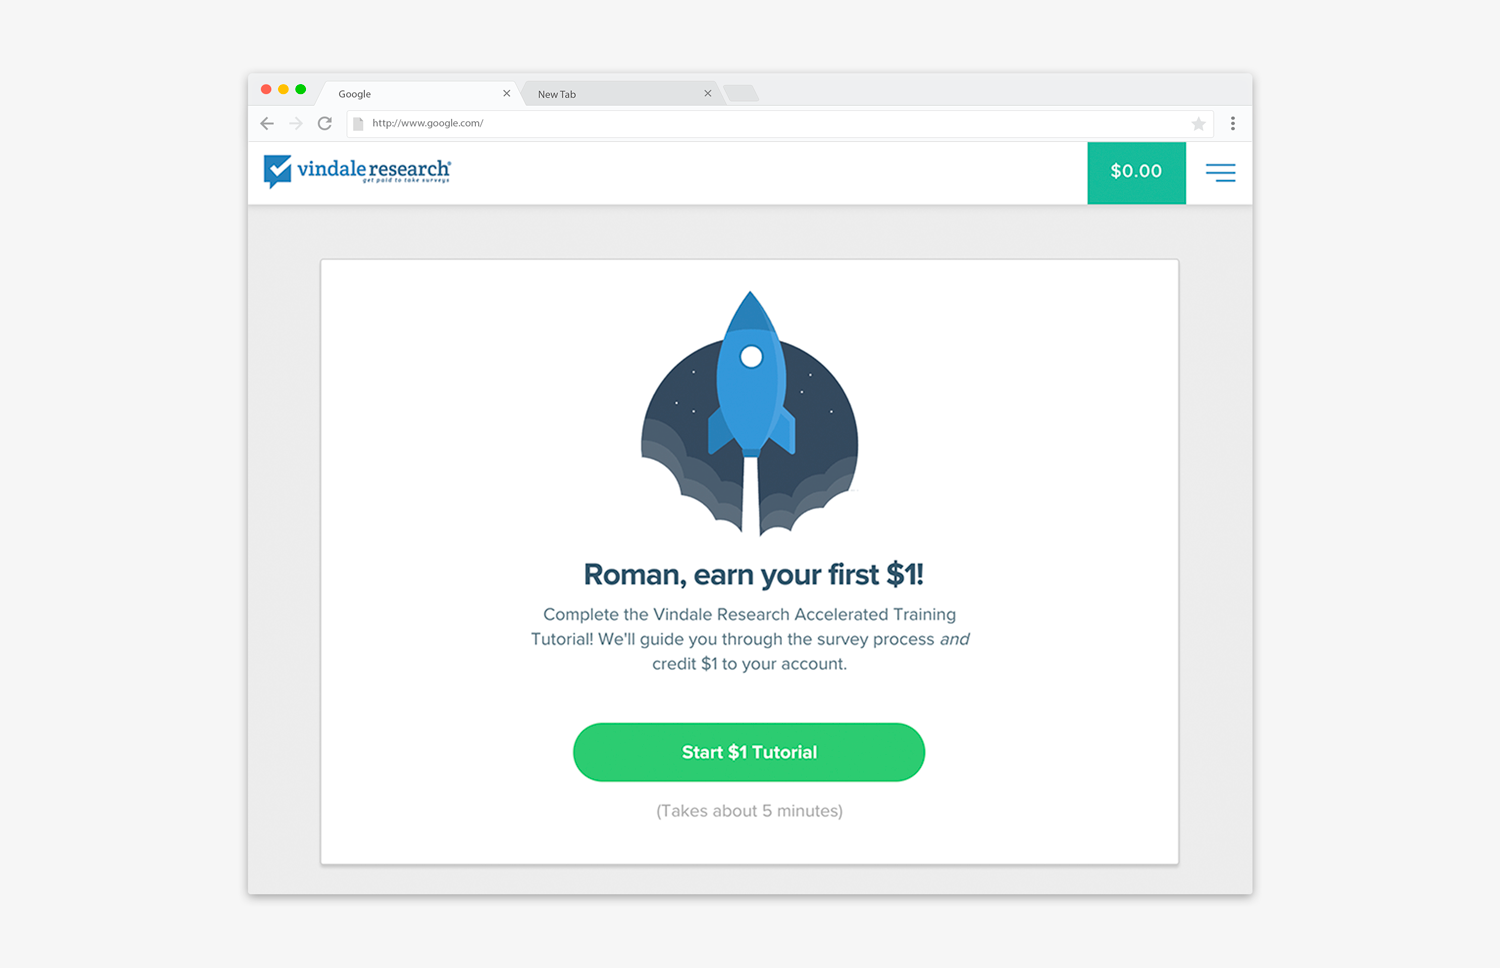 Google
New Tab
http://www.google.com/
vindale research®
get paid to take surveys
$0.00
Roman, earn your first $1!
Complete the Vindale Research Accelerated Training
Tutorial! We'll guide you through the survey process and
credit $1 to your account.
Start $1 Tutorial
(Takes about 5 minutes)